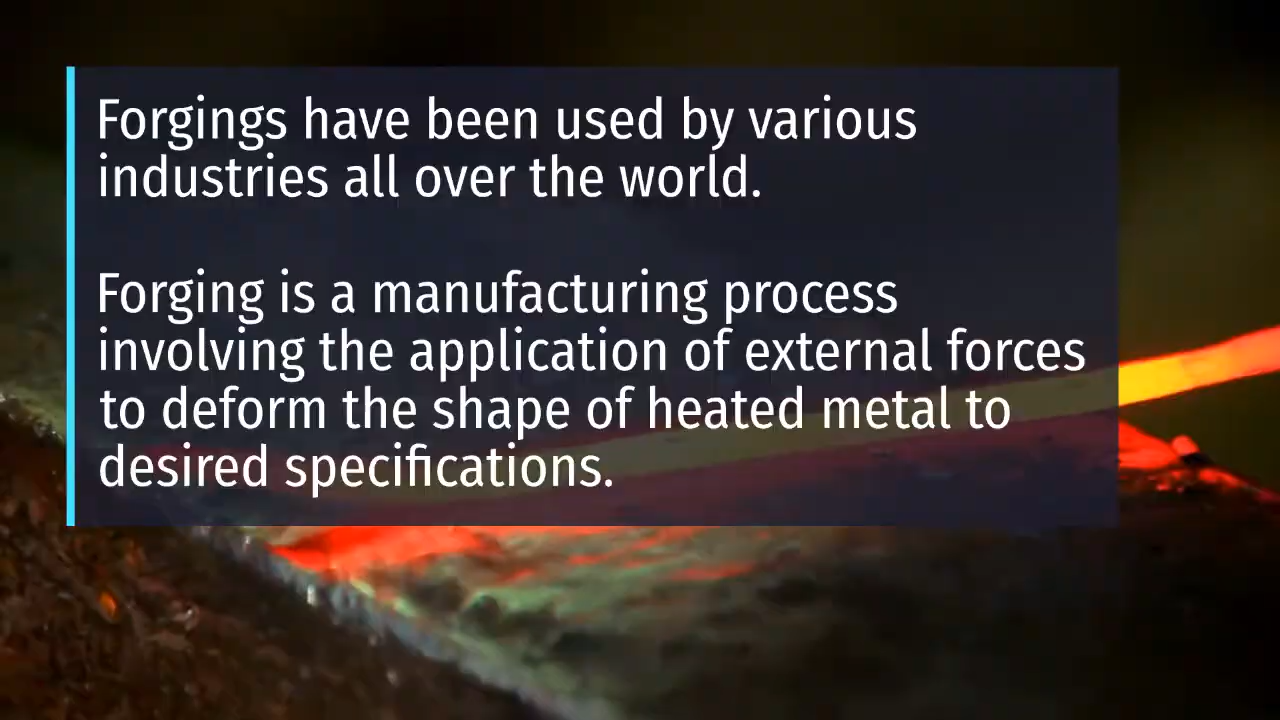 Forgings have been used by various
industries all over the world.
Forging is a manufacturing process
involving the application of external forces
to deform the shape of heated metal to
desired specifications.